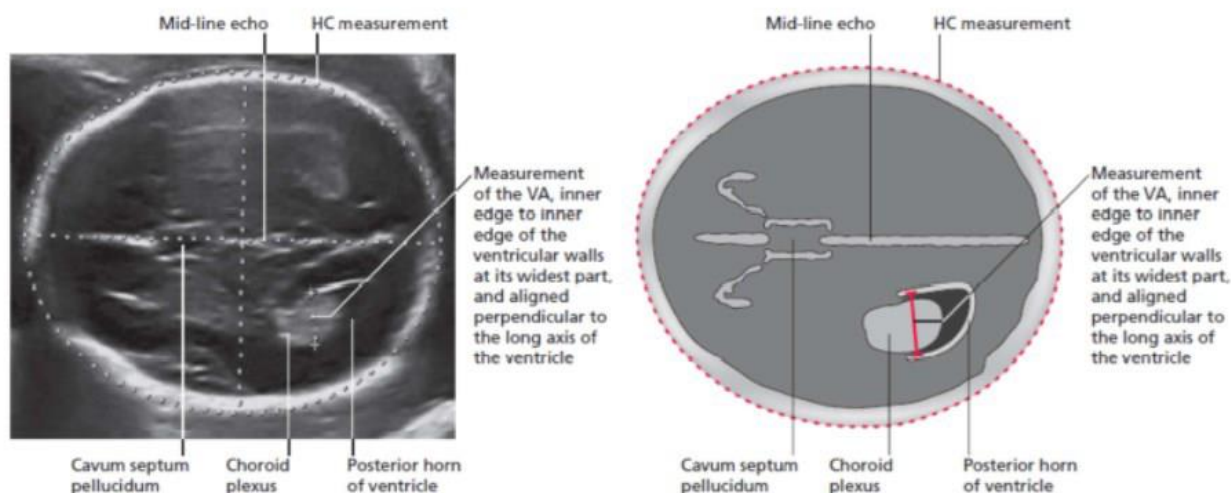 Mid-line echo
HC measurement
Measurement
of the VA, inner
edge to inner
edge of the
ventricular walls
at its widest part,
and aligned
perpendicular to
the long axis of
the ventricle
Cavum septum
pellucidum
Choroid
plexus
Posterior horn
of ventricle
Mid-line echo
HC measurement
Measurement
of the VA, inner
edge to inner
edge of the
ventricular walls
at its widest part,
and aligned
perpendicular to
the long axis of
the ventricle
Cavum septum
pellucidum
Choroid
plexus
Posterior horn
of ventricle